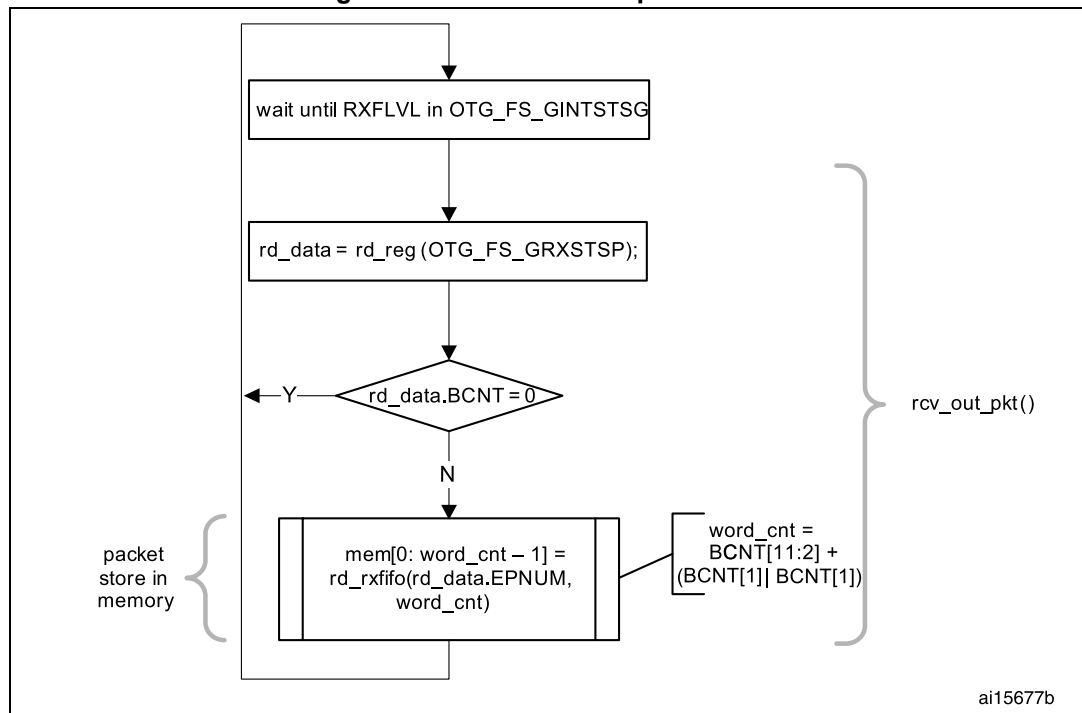 wait until RXFLVL in OTG_FS_GINTSTSG
rd_data = rd_reg (OTG_FS_GRXSTSP);
rd_data.BCNT = 0
Y
N
rcv_out_pkt()
packet
store in
memory
mem[0: word_cnt – 1] =
rd_rxfifo(rd_data.EPNUM,
word_cnt)
word_cnt =
BCNT[11:2] +
(BCNT[1] | BCNT[1])
ai15677b